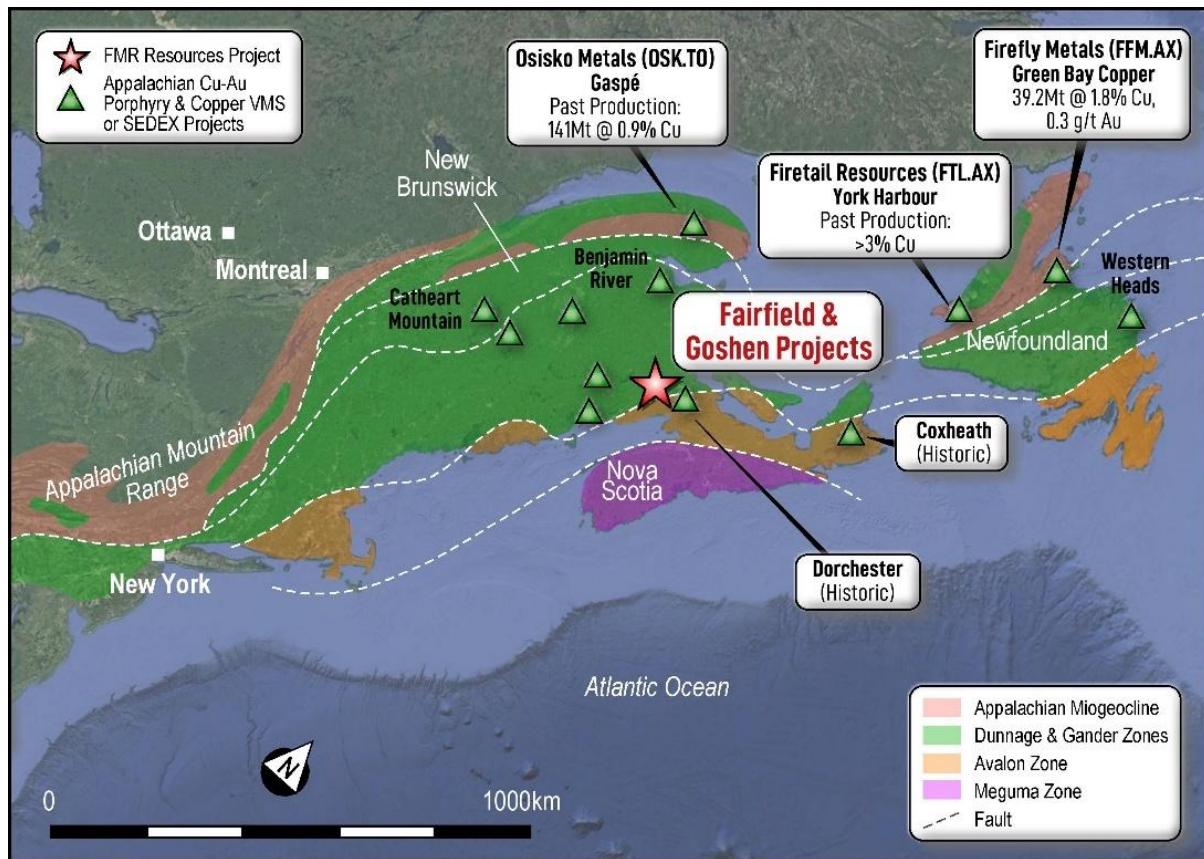 FMR Resources Project
Appalachian Cu-Au
Porphyry & Copper VMS
or SEDEX Projects
Osisko Metals (OSK.TO)
Gaspé
Past Production:
141Mt @ 0.9% Cu
Firefly Metals (FFM.AX)
Green Bay Copper
39.2Mt @ 1.8% Cu,
0.3 g/t Au
Firetail Resources (FTL.AX)
York Harbour
Past Production:
>3% Cu
New
Brunswick
Ottawa
Montreal
Benjamin
River
Cathcart
Mountain
Western
Heads
Fairfield &
Goshen Projects
Newfoundland
Appalachian Mountain
Range
Coxheath
(Historic)
Nova
Scotia
New York
Dorchester
(Historic)
Atlantic Ocean
N
0
1000km
Appalachian Miogeocline
Dunnage & Gander Zones
Avalon Zone
Meguma Zone
Fault